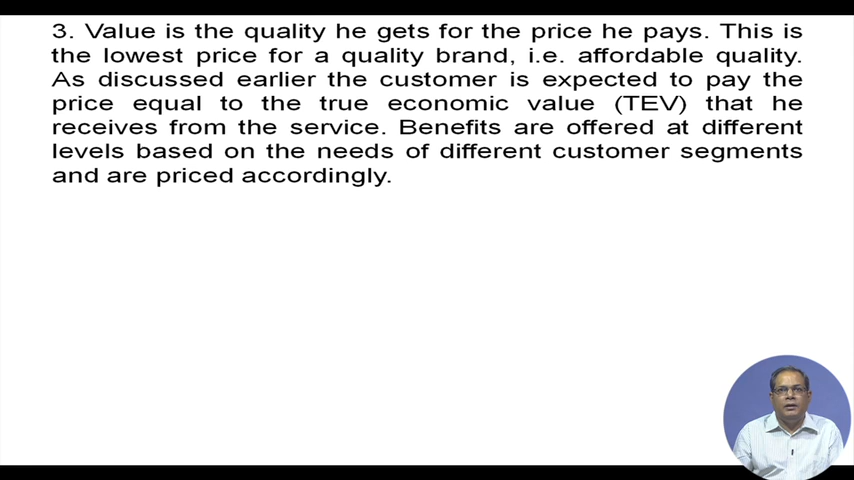 3. Value is the quality he gets for the price he pays. This is
the lowest price for a quality brand, i.e. affordable quality.
As discussed earlier the customer is expected to pay the
price equal to the true economic value (TEV) that he
receives from the service. Benefits are offered at different
levels based on the needs of different customer segments
and are priced accordingly.